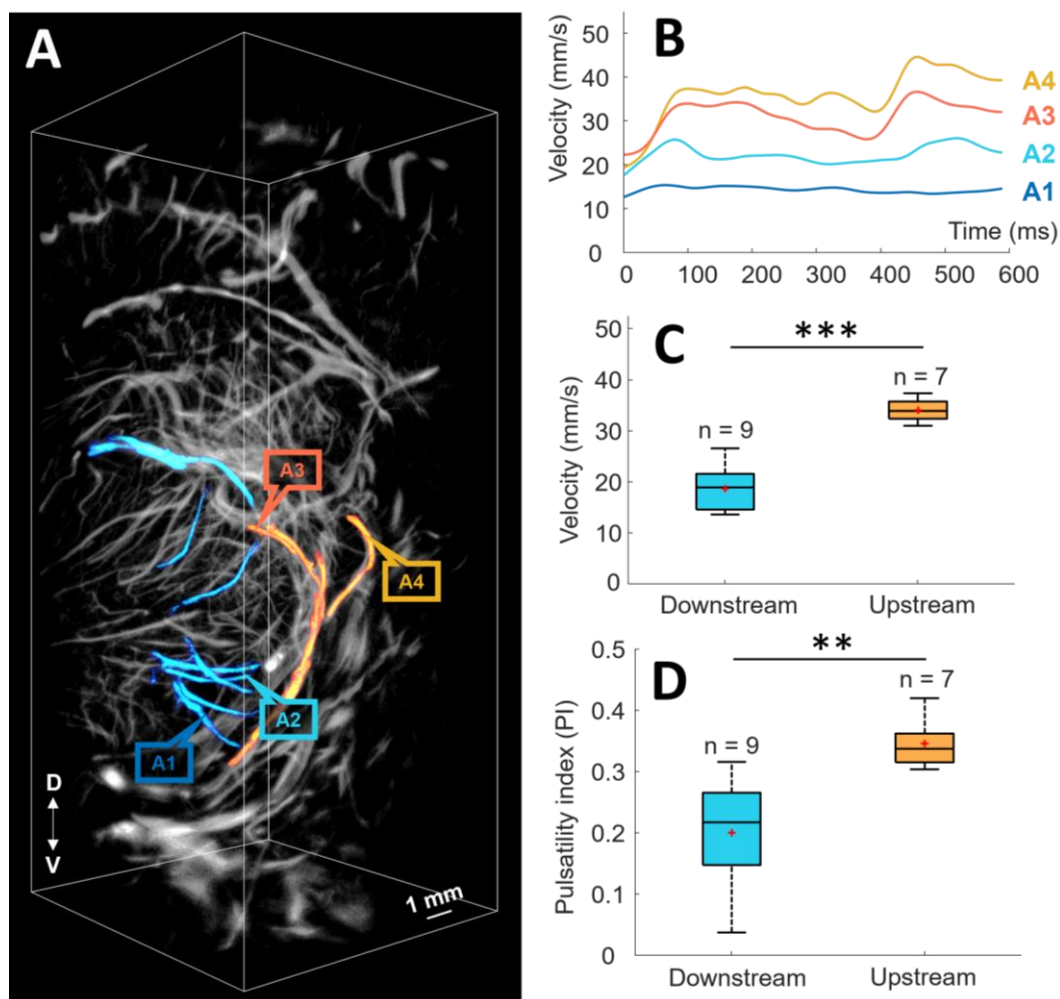 A
A3
A4
A2
A1
D
V
1 mm
B
Velocity (mm/s)
50
40
30
20
10
0
A4
A3
A2
A1
Time (ms)
0 100 200 300 400 500 600
C
Velocity (mm/s)
50
40
30
20
10
0
***
n = 9
n = 7
Downstream Upstream
D
Pulsatility index (PI)
0.5
0.4
0.3
0.2
0.1
0
**
n = 9
n = 7
Downstream Upstream